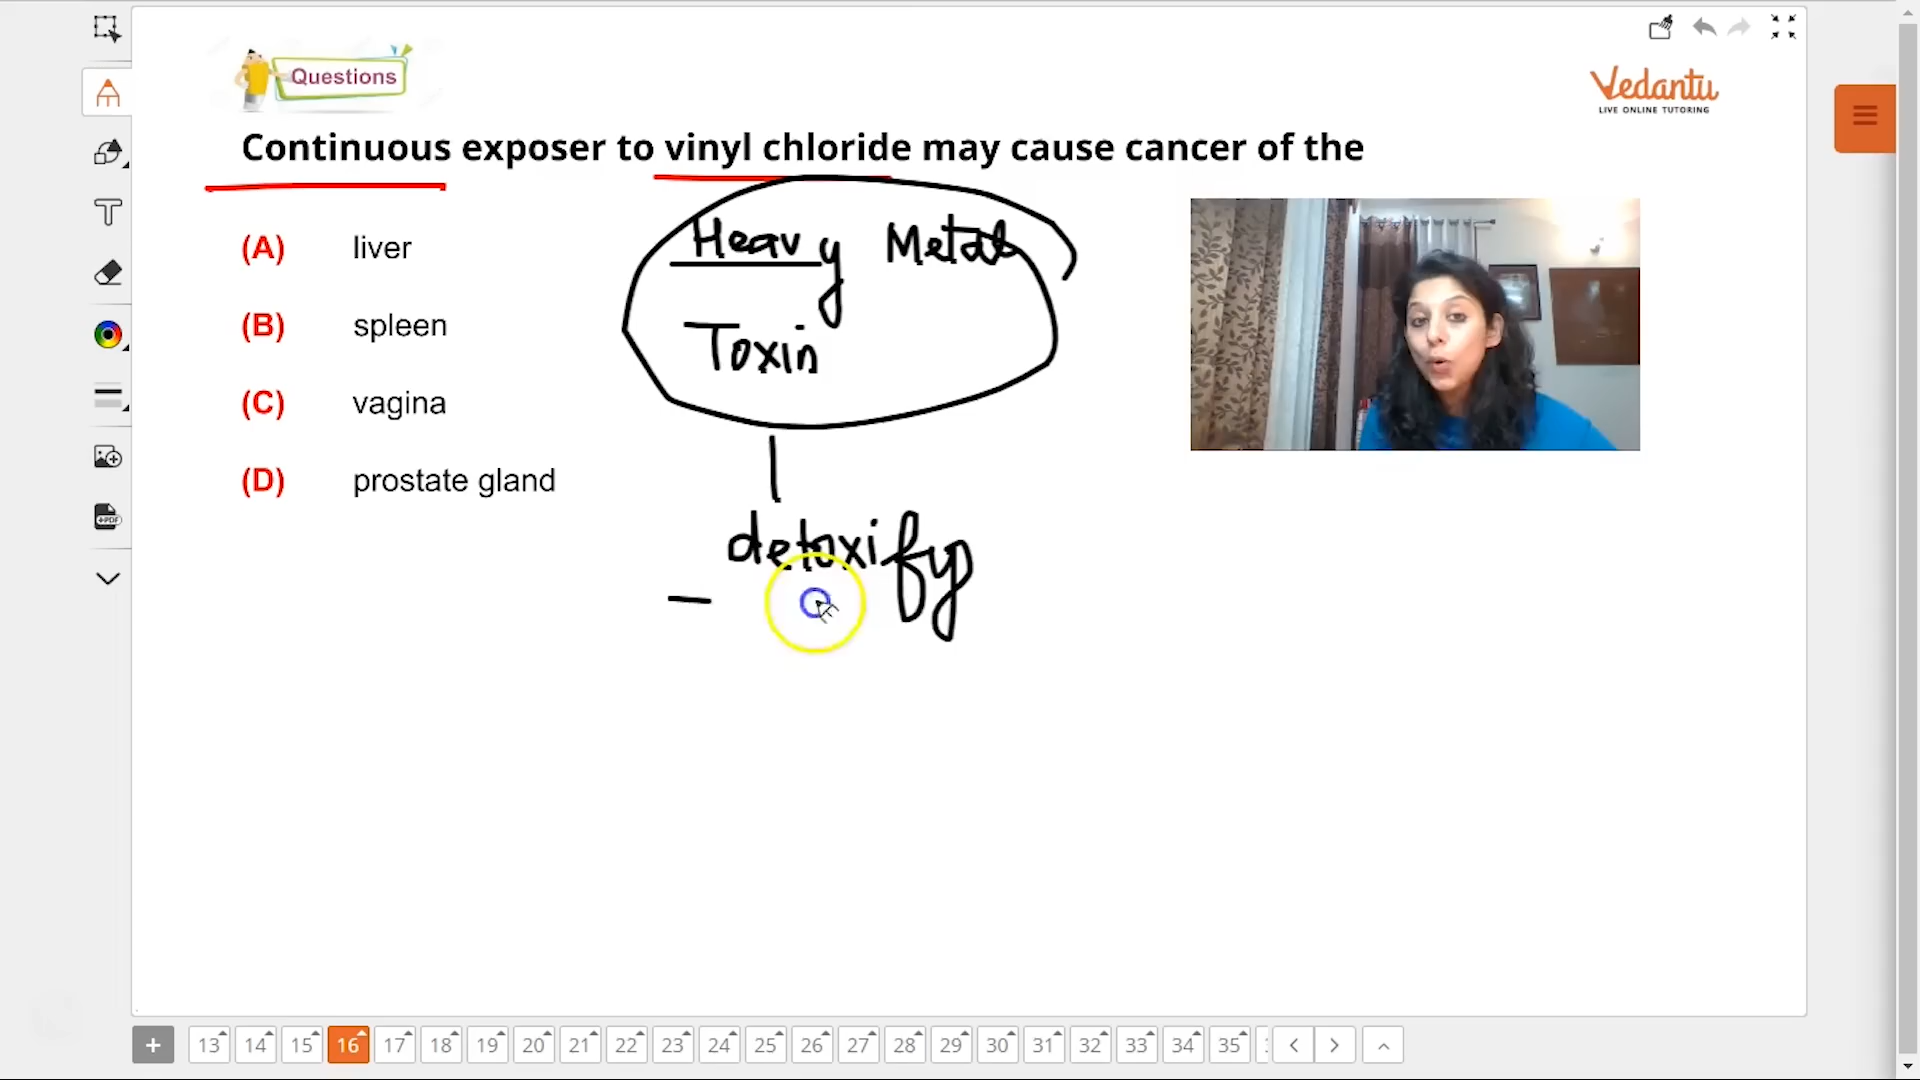 Questions
Vedantu
LIVE ONLINE TUTORING
Continuous exposer to vinyl chloride may cause cancer of the
(A) liver
(B) spleen
(C) vagina
(D) prostate gland
Heavy Metal
Toxin
detoxify
T
+PDF
+ 13 14 15 16 17 18 19 20 21 22 23 24 25 26 27 28 29 30 31 32 33 34 35